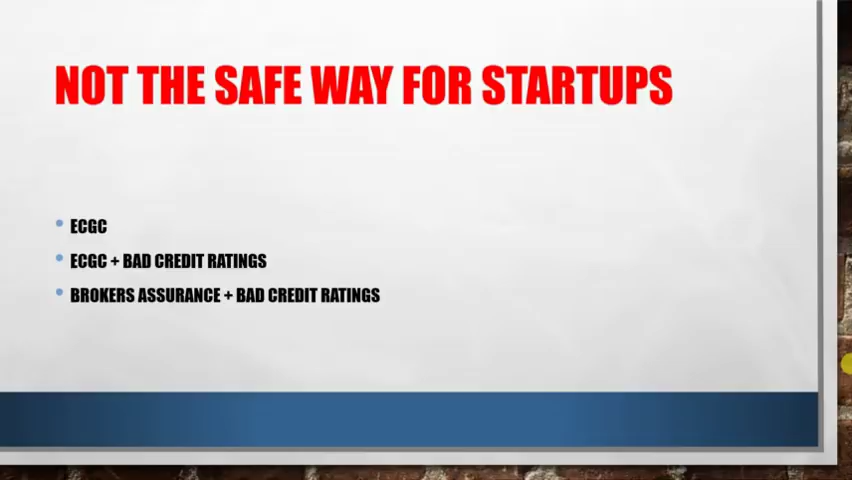 NOT THE SAFE WAY FOR STARTUPS
• ECGC
• ECGC + BAD CREDIT RATINGS
• BROKERS ASSURANCE + BAD CREDIT RATINGS